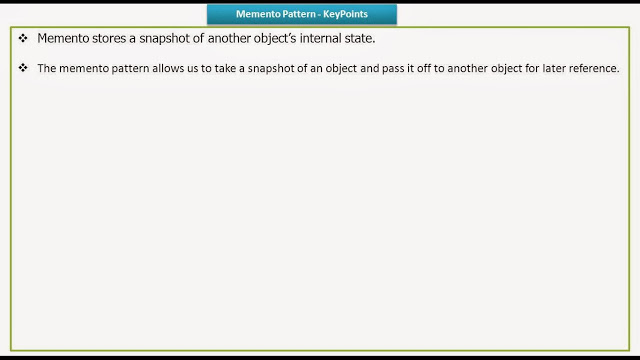 Memento Pattern - KeyPoints
❖ Memento stores a snapshot of another object's internal state.
❖ The memento pattern allows us to take a snapshot of an object and pass it off to another object for later reference.